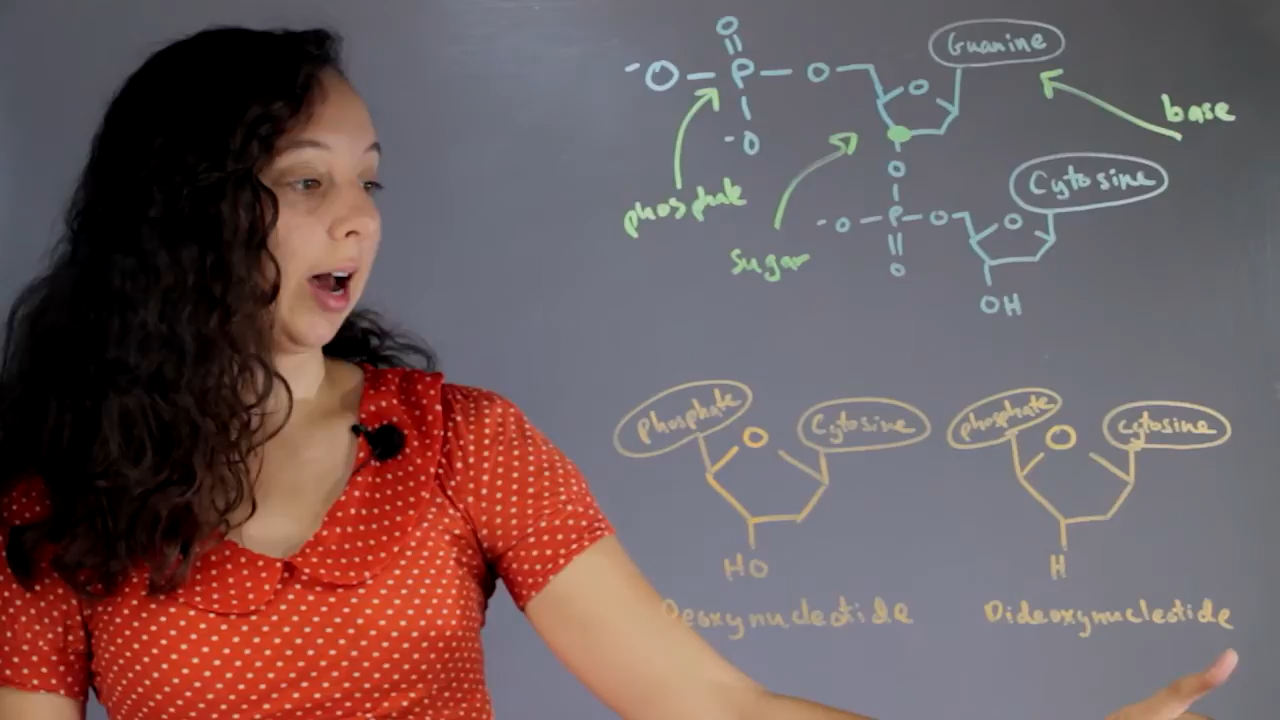 O
Guanine
-O-P-O
O
base
-O
phosphate
O
Cytosine
-O-P-O
O
sugar
O
OH
phosphate
O
Cytosine
phosphate
O
cytosine
HO
H
Deoxynucleotide
Dideoxynucleotide